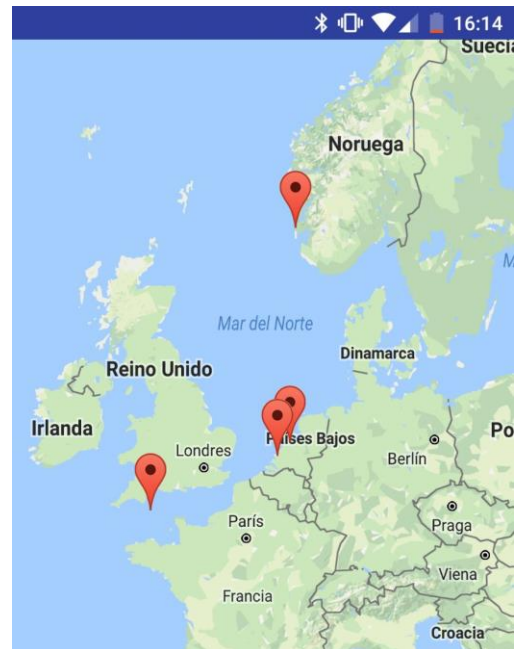 16:14
Suecia
Noruega
M
Mar del Norte
Dinamarca
Reino Unido
Irlanda
Países Bajos
Po
Londres
Berlín
París
Praga
Viena
Francia
Croacia